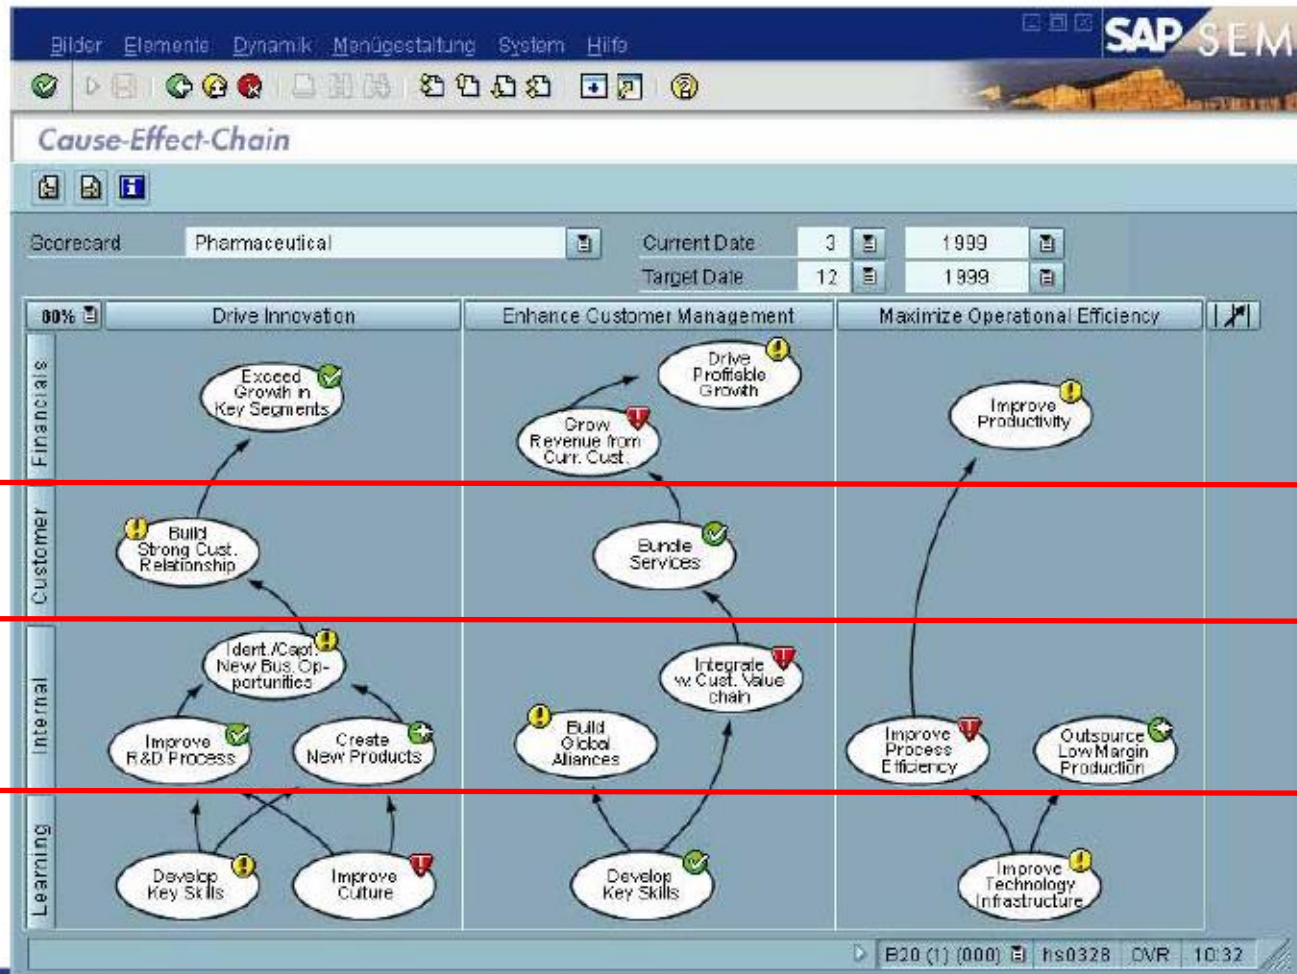 Bilder Elemente Dynamik Menügestaltung System Hilfe
SAP SEM
Cause-Effect-Chain
Scorecard Pharmaceutical Current Date 3 1999
Target Date 12 1999
60% Drive Innovation Enhance Customer Management Maximize Operational Efficiency
Financials
Exceed
Growth in
Key Segments
Drive
Profitable
Growth
Grow
Revenue from
Curr. Cust.
Improve
Productivity
Customer
Build
Strong Cust.
Relationship
Bundle
Services
Internal
Ident./Capt.
New Bus. Op-
portunities
Integrate
w. Cust. Value
chain
Improve
R&D Process
Create
New Products
Build
Global
Aliances
Improve
Process
Efficiency
Outsource
Low Margin
Production
Learning
Develop
Key Skills
Improve
Culture
Develop
Key Skills
Improve
Technology
Infrastructure
B20 (1) (000) hs0328 OVR 10:32